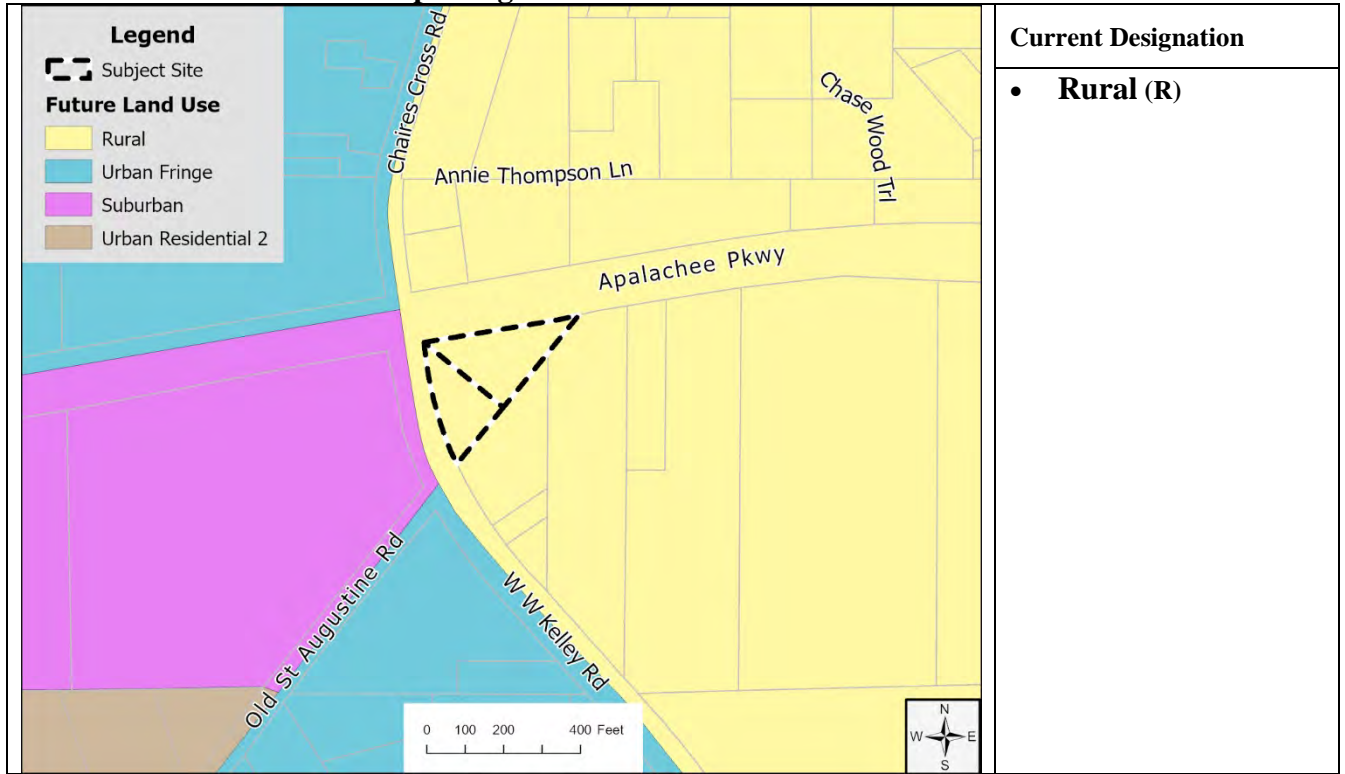 Legend
Subject Site
Future Land Use
Rural
Urban Fringe
Suburban
Urban Residential 2
Chaires Cross Rd
Annie Thompson Ln
Chase Wood Trl
Apalachee Pkwy
Old St Augustine Rd
W W Kelley Rd
0 100 200 400 Feet
N
W E
S
Current Designation
• Rural (R)